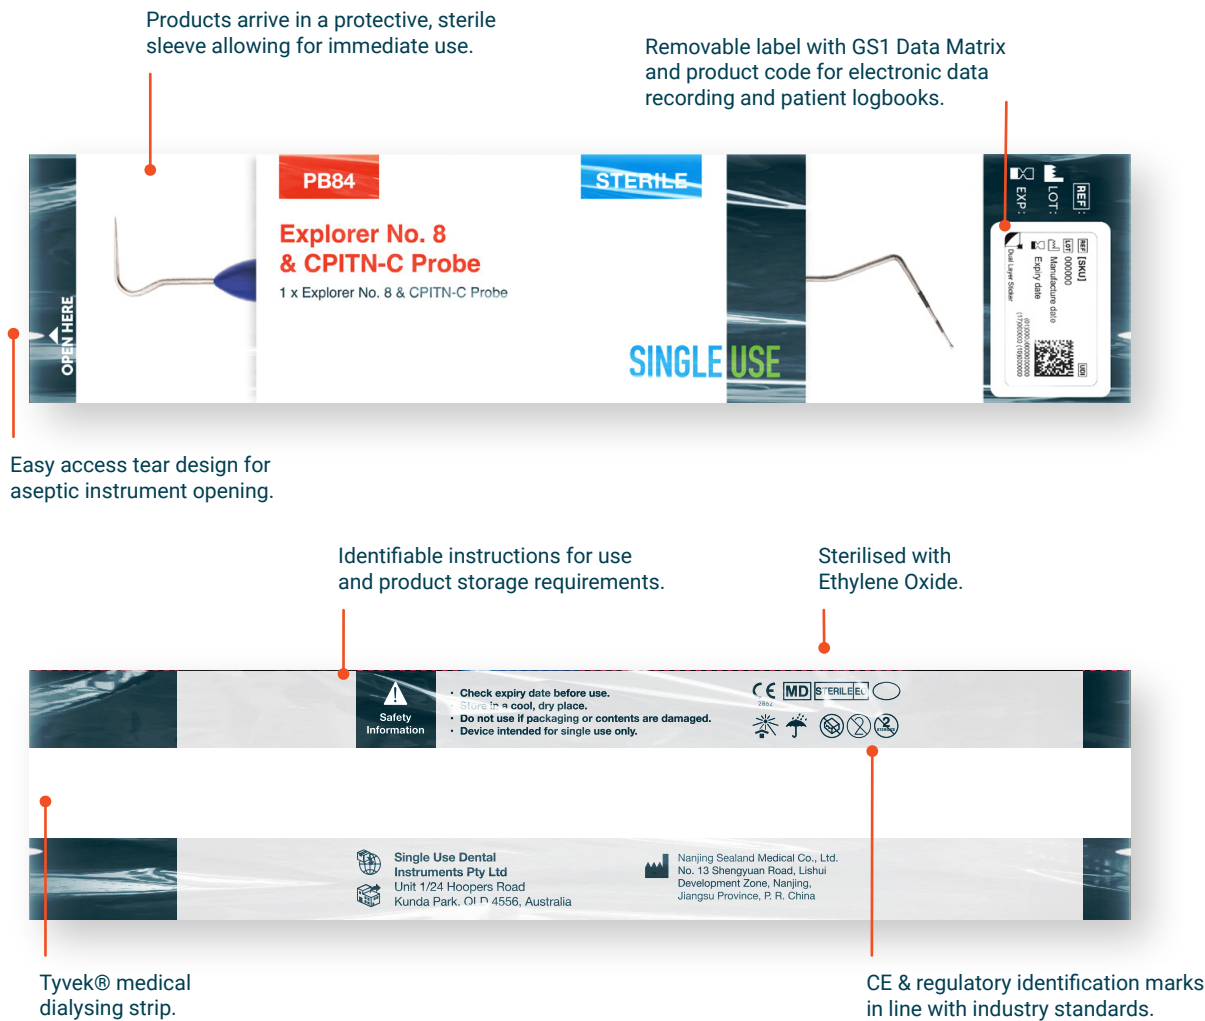 Products arrive in a protective, sterile
sleeve allowing for immediate use.
Removable label with GS1 Data Matrix
and product code for electronic data
recording and patient logbooks.
OPEN HERE
PB84
STERILE
Explorer No. 8
& CPITN-C Probe
1 x Explorer No. 8 & CPITN-C Probe
SINGLE USE
REF:
LOT:
EXP:
REF [SKU]
LOT 000000
Manufacture date
Expiry date
Dual Layer Sticker
UDI
Easy access tear design for
aseptic instrument opening.
Identifiable instructions for use
and product storage requirements.
Sterilised with
Ethylene Oxide.
Safety
Information
· Check expiry date before use.
· Store in a cool, dry place.
· Do not use if packaging or contents are damaged.
· Device intended for single use only.
CE MD STERILE EO
2862
2 2
Single Use Dental
Instruments Pty Ltd
Unit 1/24 Hoopers Road
Kunda Park, QLD 4556, Australia
Nanjing Sealand Medical Co., Ltd.
No. 13 Shengyuan Road, Lishui
Development Zone, Nanjing,
Jiangsu Province, P. R. China
Tyvek® medical
dialysing strip.
CE & regulatory identification marks
in line with industry standards.